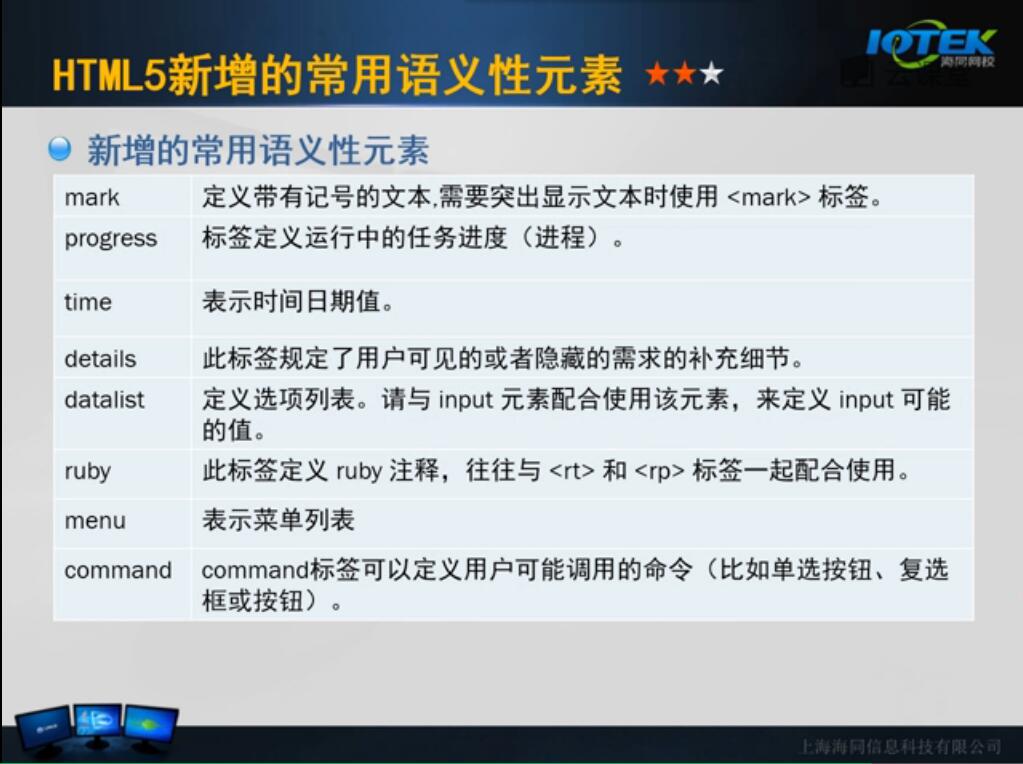 HTML5新增的常用语义性元素
IOTEK
海同网校
云课堂
新增的常用语义性元素
mark 定义带有记号的文本,需要突出显示文本时使用 <mark> 标签。
progress 标签定义运行中的任务进度（进程）。
time 表示时间日期值。
details 此标签规定了用户可见的或者隐藏的需求的补充细节。
datalist 定义选项列表。请与 input 元素配合使用该元素，来定义 input 可能
的值。
ruby 此标签定义 ruby 注释，往往与 <rt> 和 <rp> 标签一起配合使用。
menu 表示菜单列表
command command标签可以定义用户可能调用的命令（比如单选按钮、复选
框或按钮）。
上海海同信息科技有限公司